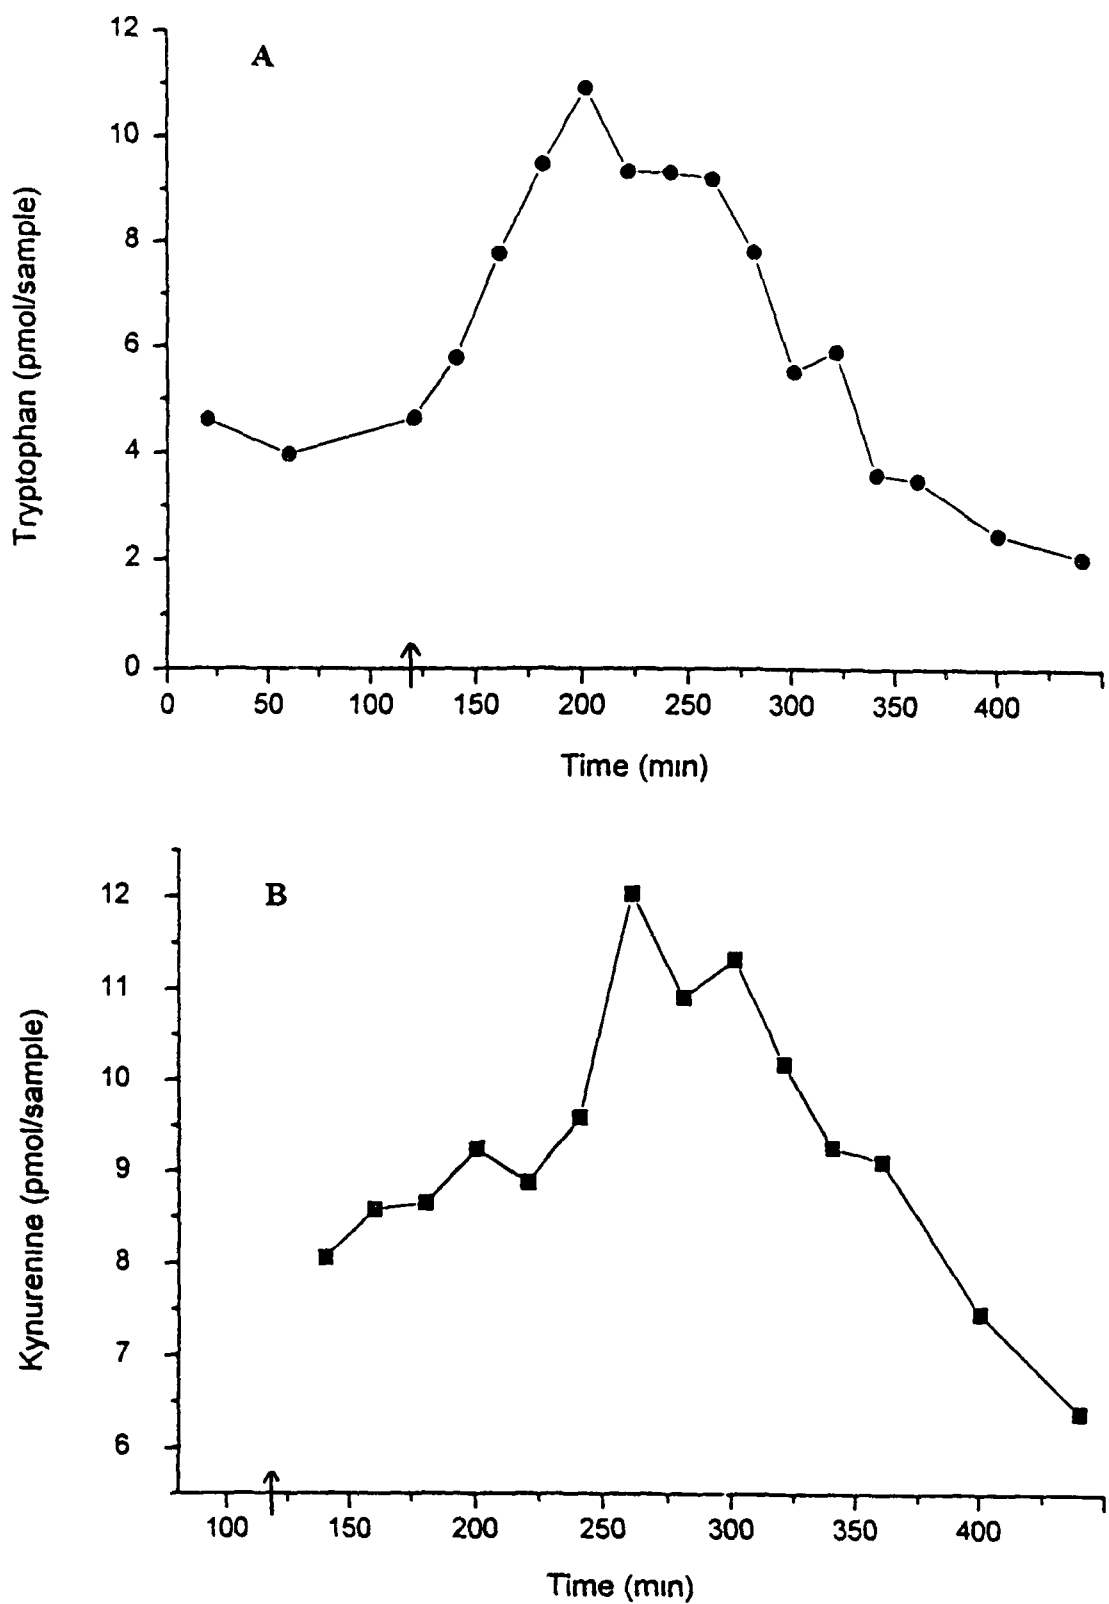 A
Tryptophan (pmol/sample)
12
10
8
6
4
2
0
0 50 100 150 200 250 300 350 400
Time (min)
B
Kynurenine (pmol/sample)
12
11
10
9
8
7
6
100 150 200 250 300 350 400
Time (min)